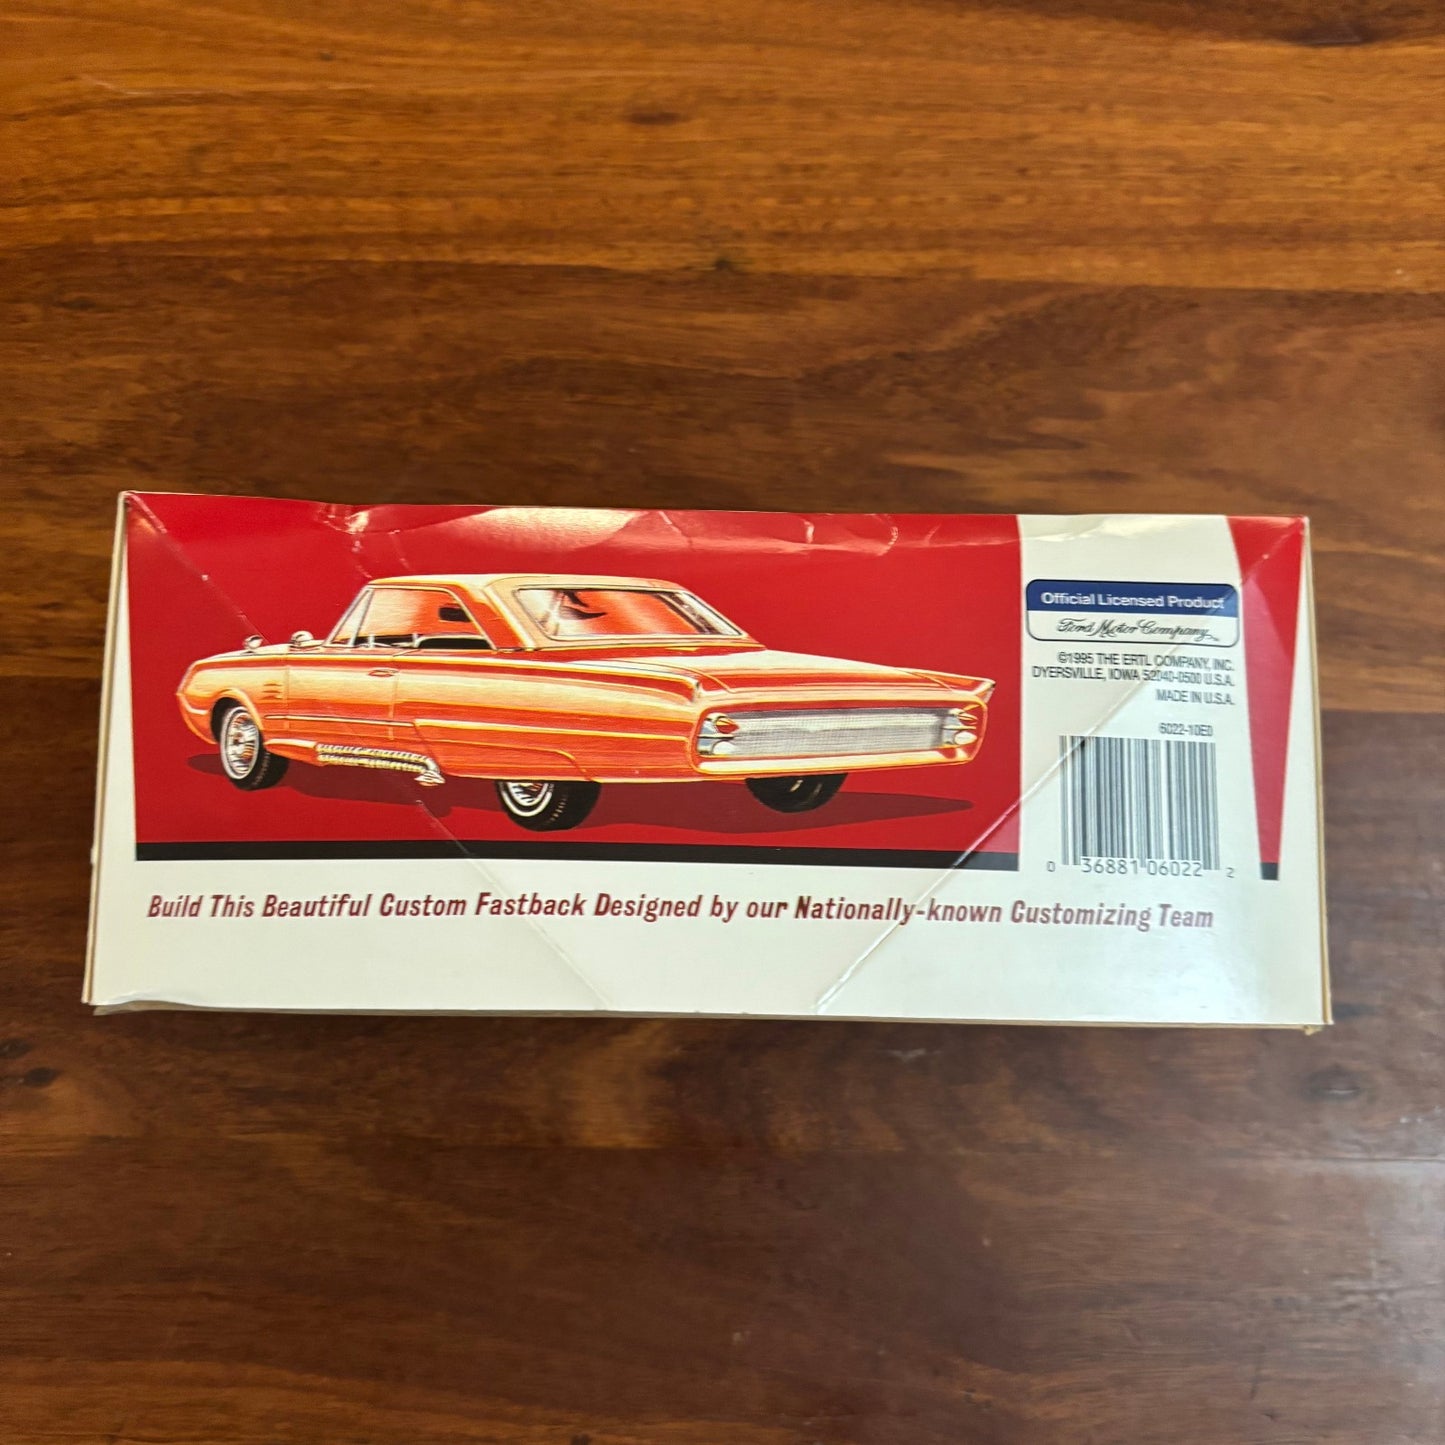 Official Licensed Product
Ford Motor Company
©1995 THE ERTL COMPANY, INC.
DYERSVILLE, IOWA 52040-0500 U.S.A.
MADE IN U.S.A.
6022-10EO
0 36881 06022 2
Build This Beautiful Custom Fastback Designed by our Nationally-known Customizing Team